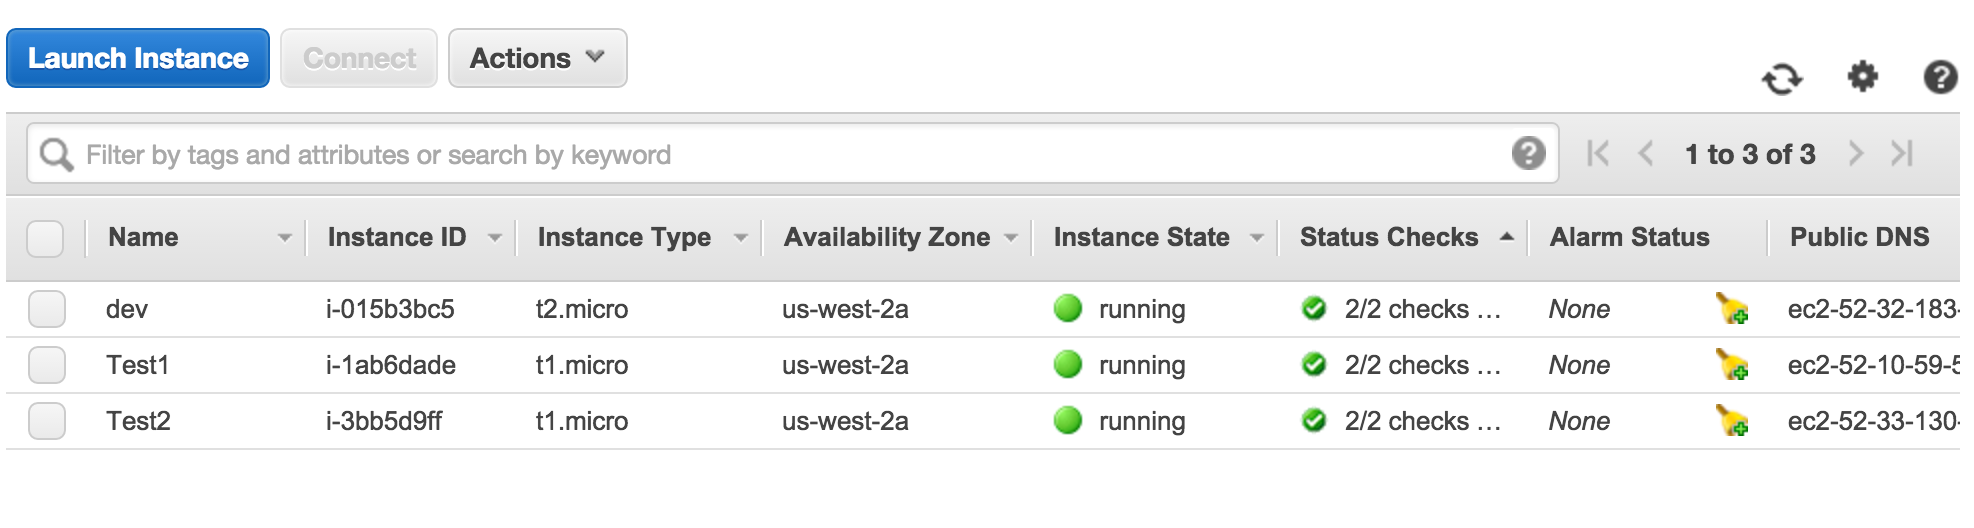 Launch Instance Connect Actions
Filter by tags and attributes or search by keyword ? 1 to 3 of 3
Name Instance ID Instance Type Availability Zone Instance State Status Checks Alarm Status Public DNS
dev i-015b3bc5 t2.micro us-west-2a running 2/2 checks ... None ec2-52-32-183-
Test1 i-1ab6dade t1.micro us-west-2a running 2/2 checks ... None ec2-52-10-59-5
Test2 i-3bb5d9ff t1.micro us-west-2a running 2/2 checks ... None ec2-52-33-130-